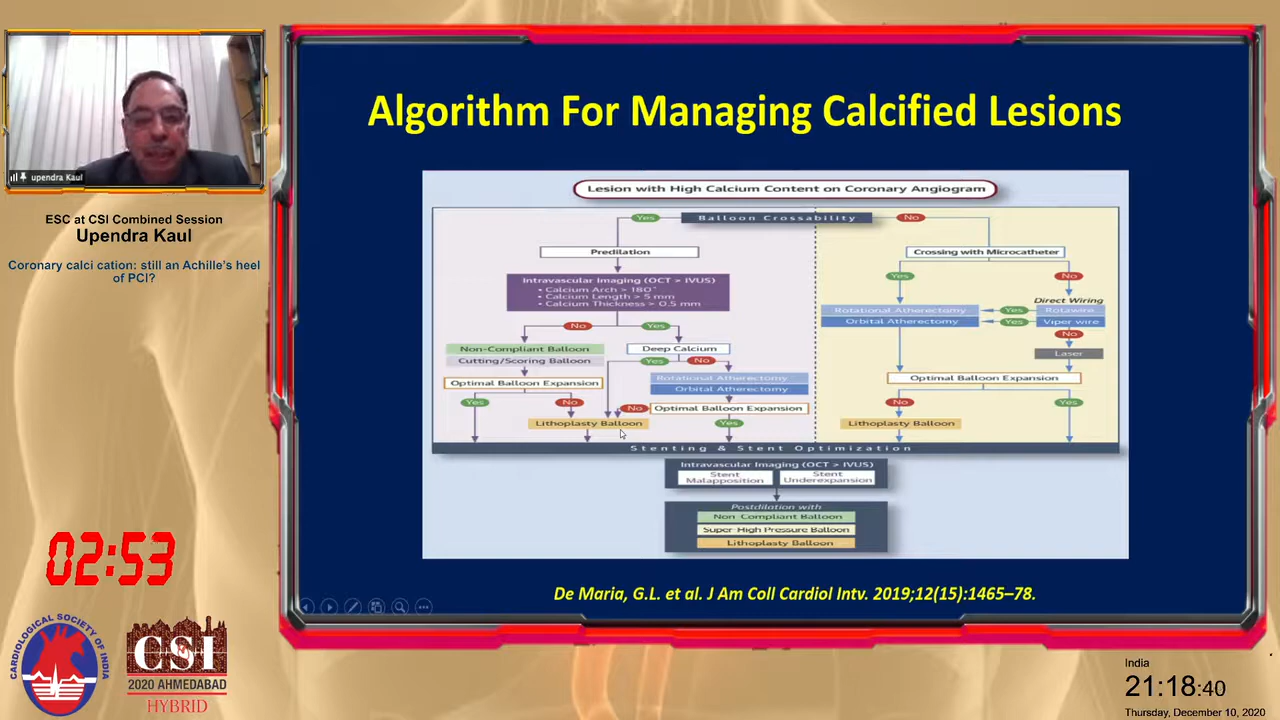 upendra Kaul
ESC at CSI Combined Session
Upendra Kaul
Coronary calci cation: still an Achille's heel
of PCI?
02:53
CARDIOLOGICAL SOCIETY OF INDIA
CSI
2020 AHMEDABAD
HYBRID
Algorithm For Managing Calcified Lesions
Lesion with High Calcium Content on Coronary Angiogram
Yes
Balloon Crossability
No
Predilation
Crossing with Microcatheter
Intravascular Imaging (OCT > IVUS)
• Calcium Arch > 180°
• Calcium Length > 5 mm
• Calcium Thickness > 0.5 mm
Yes
No
Direct Wiring
Rotational Atherectomy
Yes
Rotawire
Orbital Atherectomy
Yes
Viper wire
No
Yes
No
Non-Compliant Balloon
Deep Calcium
Laser
Cutting/Scoring Balloon
Yes
No
Optimal Balloon Expansion
Rotational Atherectomy
Orbital Atherectomy
Optimal Balloon Expansion
Yes
No
No
Optimal Balloon Expansion
No
Yes
Lithoplasty Balloon
Yes
Lithoplasty Balloon
Stenting & Stent Optimization
Intravascular Imaging (OCT > IVUS)
Stent Malapposition
Stent Underexpansion
Postdilation with
Non-Compliant Balloon
Super-High Pressure Balloon
Lithoplasty Balloon
De Maria, G.L. et al. J Am Coll Cardiol Intv. 2019;12(15):1465–78.
India
21:18:40
Thursday, December 10, 2020